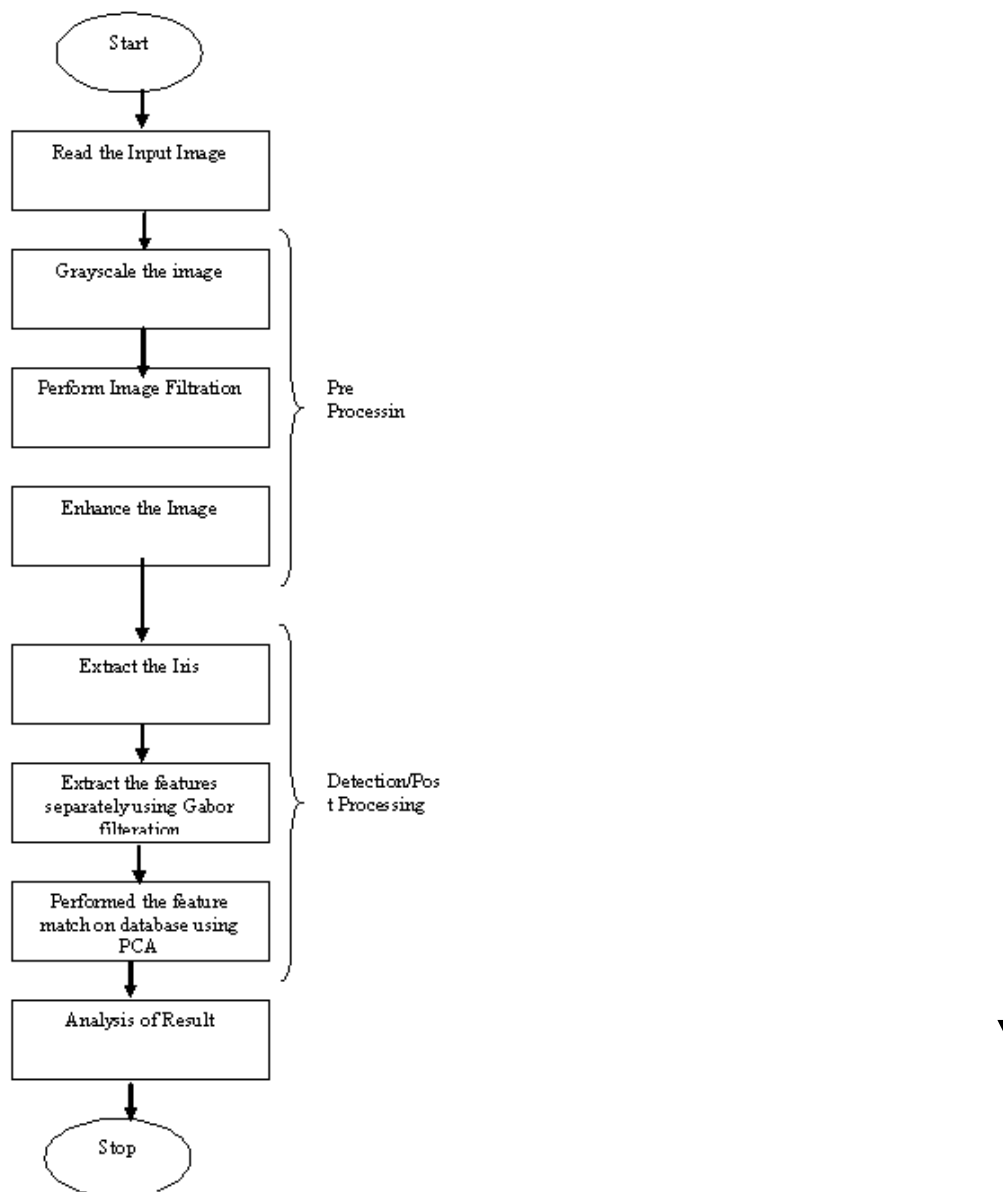 Start
Read the Input Image
Grayscale the image
Perform Image Filtration
Pre
Processin
Enhance the Image
Extract the Iris
Extract the features
separately using Gabor
filteration
Detection/Pos
t Processing
Performed the feature
match on database using
PCA
Analysis of Result
Stop